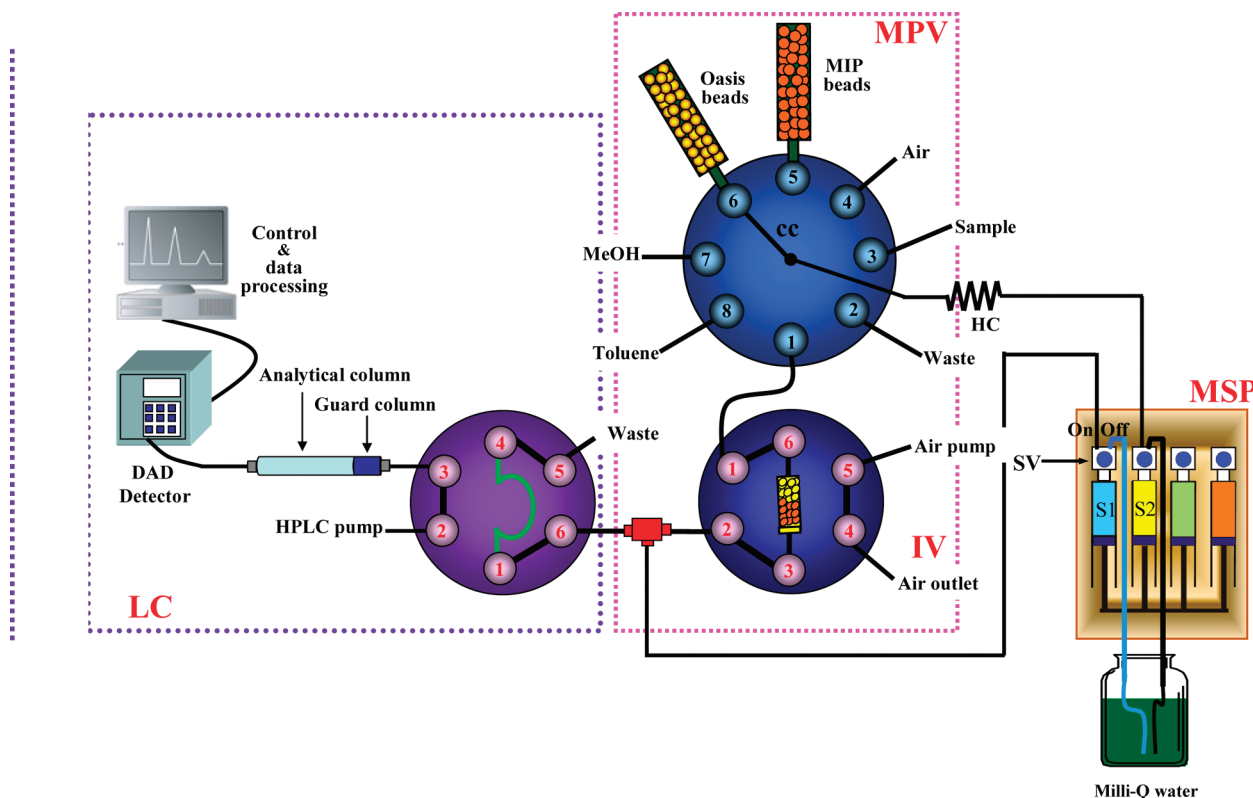 MPV
Oasis
beads
MIP
beads
Air
5
4
6
cc
Sample
3
MeOH
7
Control
&
data
processing
HC
8
2
1
Toluene
Waste
Analytical column
Guard column
MSP
On Off
Waste
Air pump
SV
4
3
5
6
1
5
DAD
Detector
HPLC pump
2
6
1
S1
S2
2
4
3
IV
Air outlet
LC
Milli-Q water